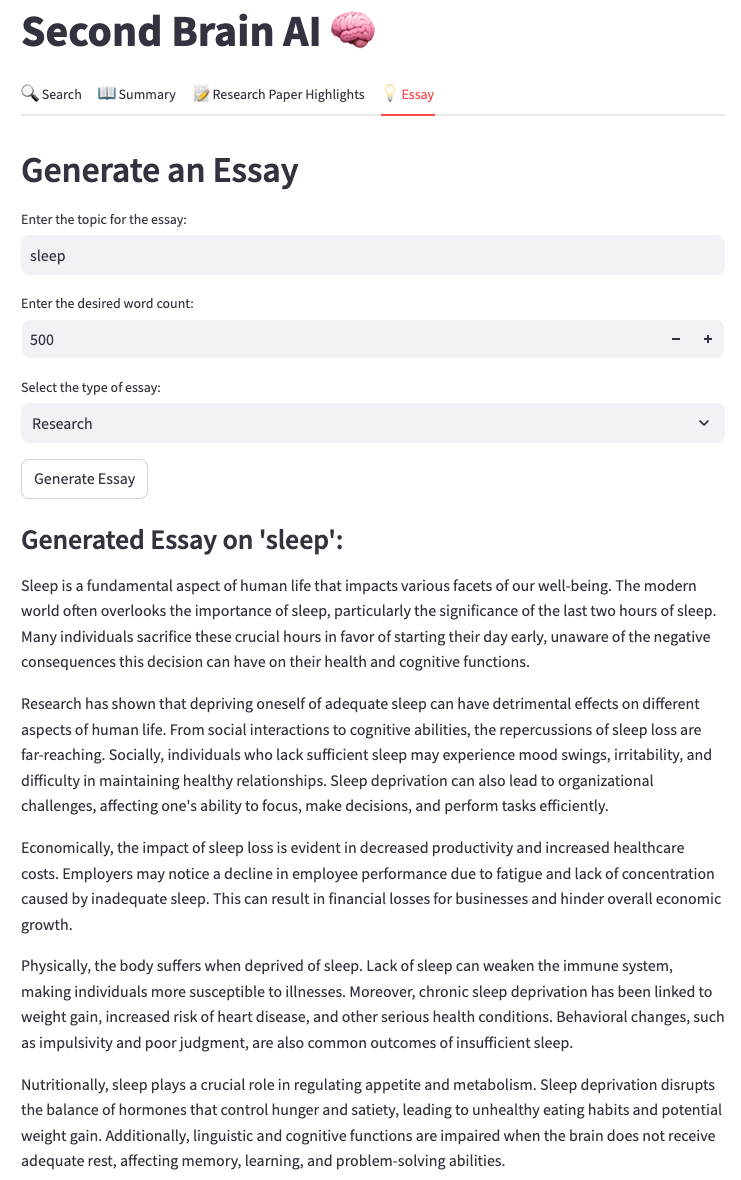 Second Brain AI 🧠
🔍 Search 📖 Summary 📝 Research Paper Highlights 💡 Essay
Generate an Essay
Enter the topic for the essay:
sleep
Enter the desired word count:
500 − +
Select the type of essay:
Research
Generate Essay
Generated Essay on 'sleep':
Sleep is a fundamental aspect of human life that impacts various facets of our well-being. The modern
world often overlooks the importance of sleep, particularly the significance of the last two hours of sleep.
Many individuals sacrifice these crucial hours in favor of starting their day early, unaware of the negative
consequences this decision can have on their health and cognitive functions.
Research has shown that depriving oneself of adequate sleep can have detrimental effects on different
aspects of human life. From social interactions to cognitive abilities, the repercussions of sleep loss are
far-reaching. Socially, individuals who lack sufficient sleep may experience mood swings, irritability, and
difficulty in maintaining healthy relationships. Sleep deprivation can also lead to organizational
challenges, affecting one's ability to focus, make decisions, and perform tasks efficiently.
Economically, the impact of sleep loss is evident in decreased productivity and increased healthcare
costs. Employers may notice a decline in employee performance due to fatigue and lack of concentration
caused by inadequate sleep. This can result in financial losses for businesses and hinder overall economic
growth.
Physically, the body suffers when deprived of sleep. Lack of sleep can weaken the immune system,
making individuals more susceptible to illnesses. Moreover, chronic sleep deprivation has been linked to
weight gain, increased risk of heart disease, and other serious health conditions. Behavioral changes, such
as impulsivity and poor judgment, are also common outcomes of insufficient sleep.
Nutritionally, sleep plays a crucial role in regulating appetite and metabolism. Sleep deprivation disrupts
the balance of hormones that control hunger and satiety, leading to unhealthy eating habits and potential
weight gain. Additionally, linguistic and cognitive functions are impaired when the brain does not receive
adequate rest, affecting memory, learning, and problem-solving abilities.